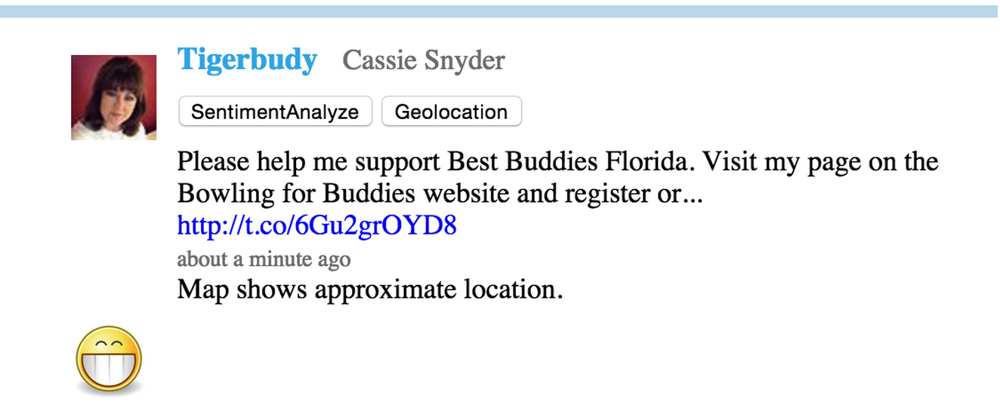 Tigerbudy Cassie Snyder
SentimentAnalyze Geolocation
Please help me support Best Buddies Florida. Visit my page on the
Bowling for Buddies website and register or...
http://t.co/6Gu2grOYD8
about a minute ago
Map shows approximate location.